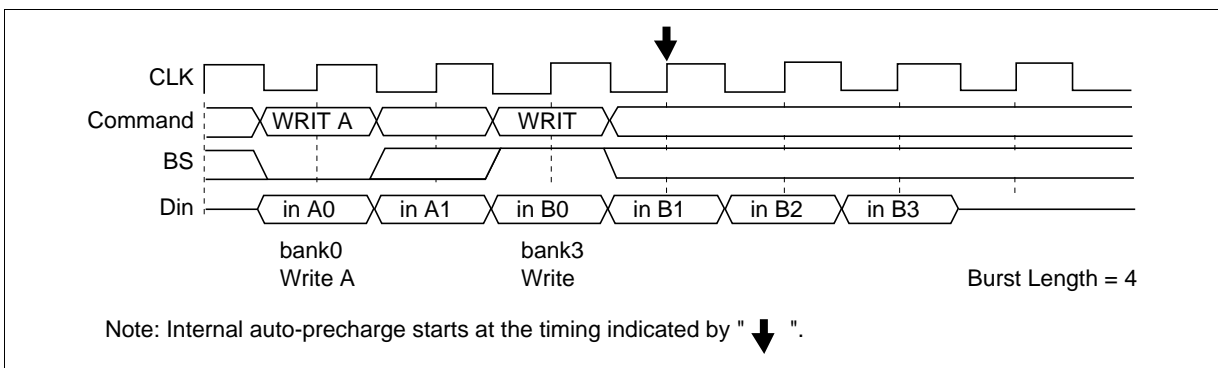 CLK
Command WRIT A WRIT
BS
Din in A0 in A1 in B0 in B1 in B2 in B3
bank0 bank3
Write A Write Burst Length = 4
Note: Internal auto-precharge starts at the timing indicated by " ".